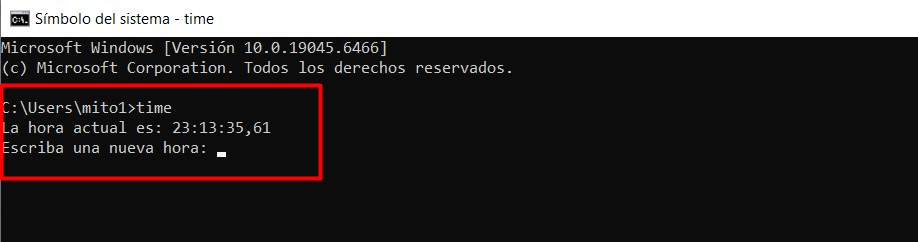 Símbolo del sistema - time
Microsoft Windows [Versión 10.0.19045.6466]
(c) Microsoft Corporation. Todos los derechos reservados.
C:\Users\mito1>time
La hora actual es: 23:13:35,61
Escriba una nueva hora: